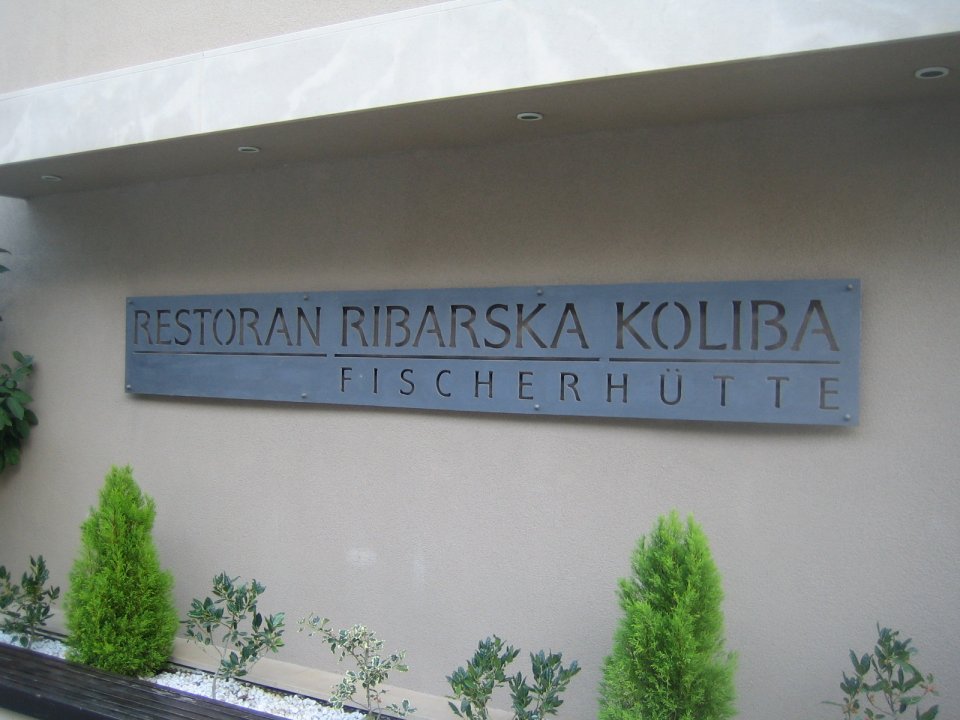 RESTORAN RIBARSKA KOLIBA
FISCHERHÜTTE